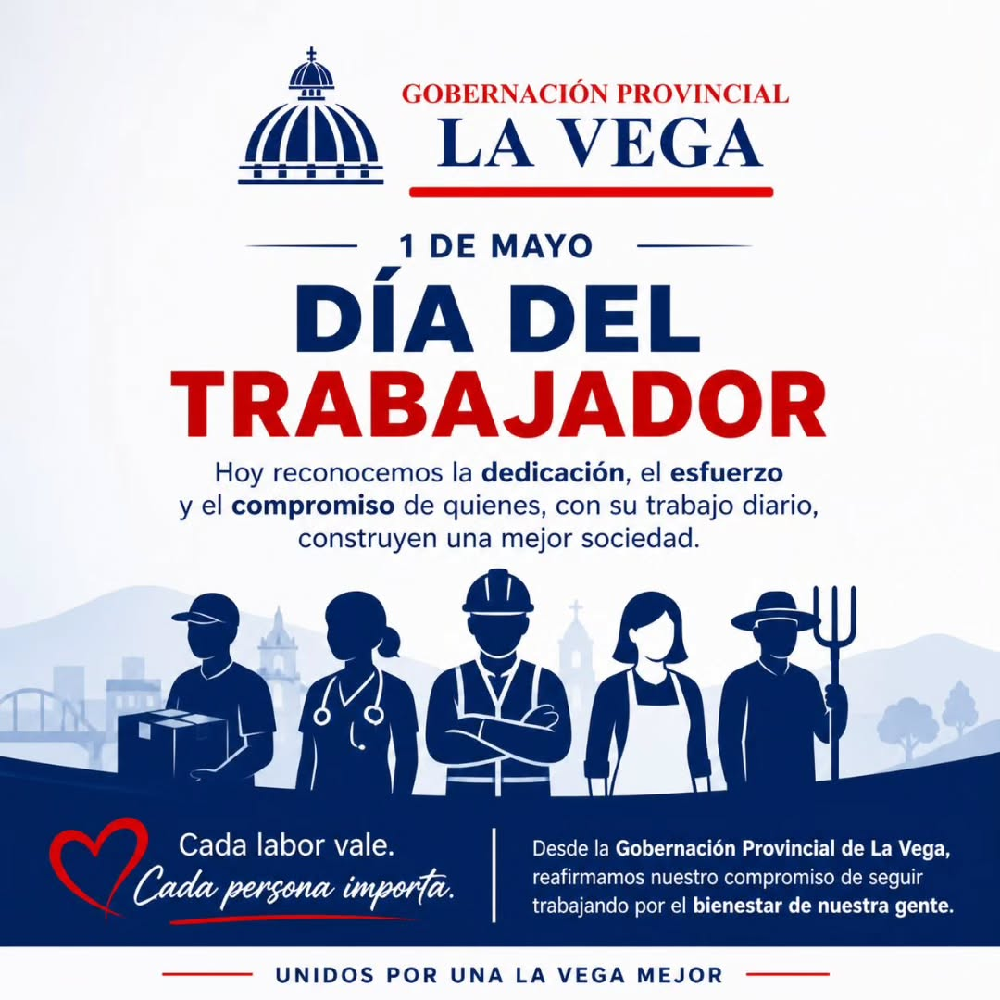 GOBERNACIÓN PROVINCIAL
LA VEGA
1 DE MAYO
DÍA DEL
TRABAJADOR
Hoy reconocemos la dedicación, el esfuerzo
y el compromiso de quienes, con su trabajo diario,
construyen una mejor sociedad.
Cada labor vale.
Cada persona importa.
Desde la Gobernación Provincial de La Vega,
reafirmamos nuestro compromiso de seguir
trabajando por el bienestar de nuestra gente.
UNIDOS POR UNA LA VEGA MEJOR